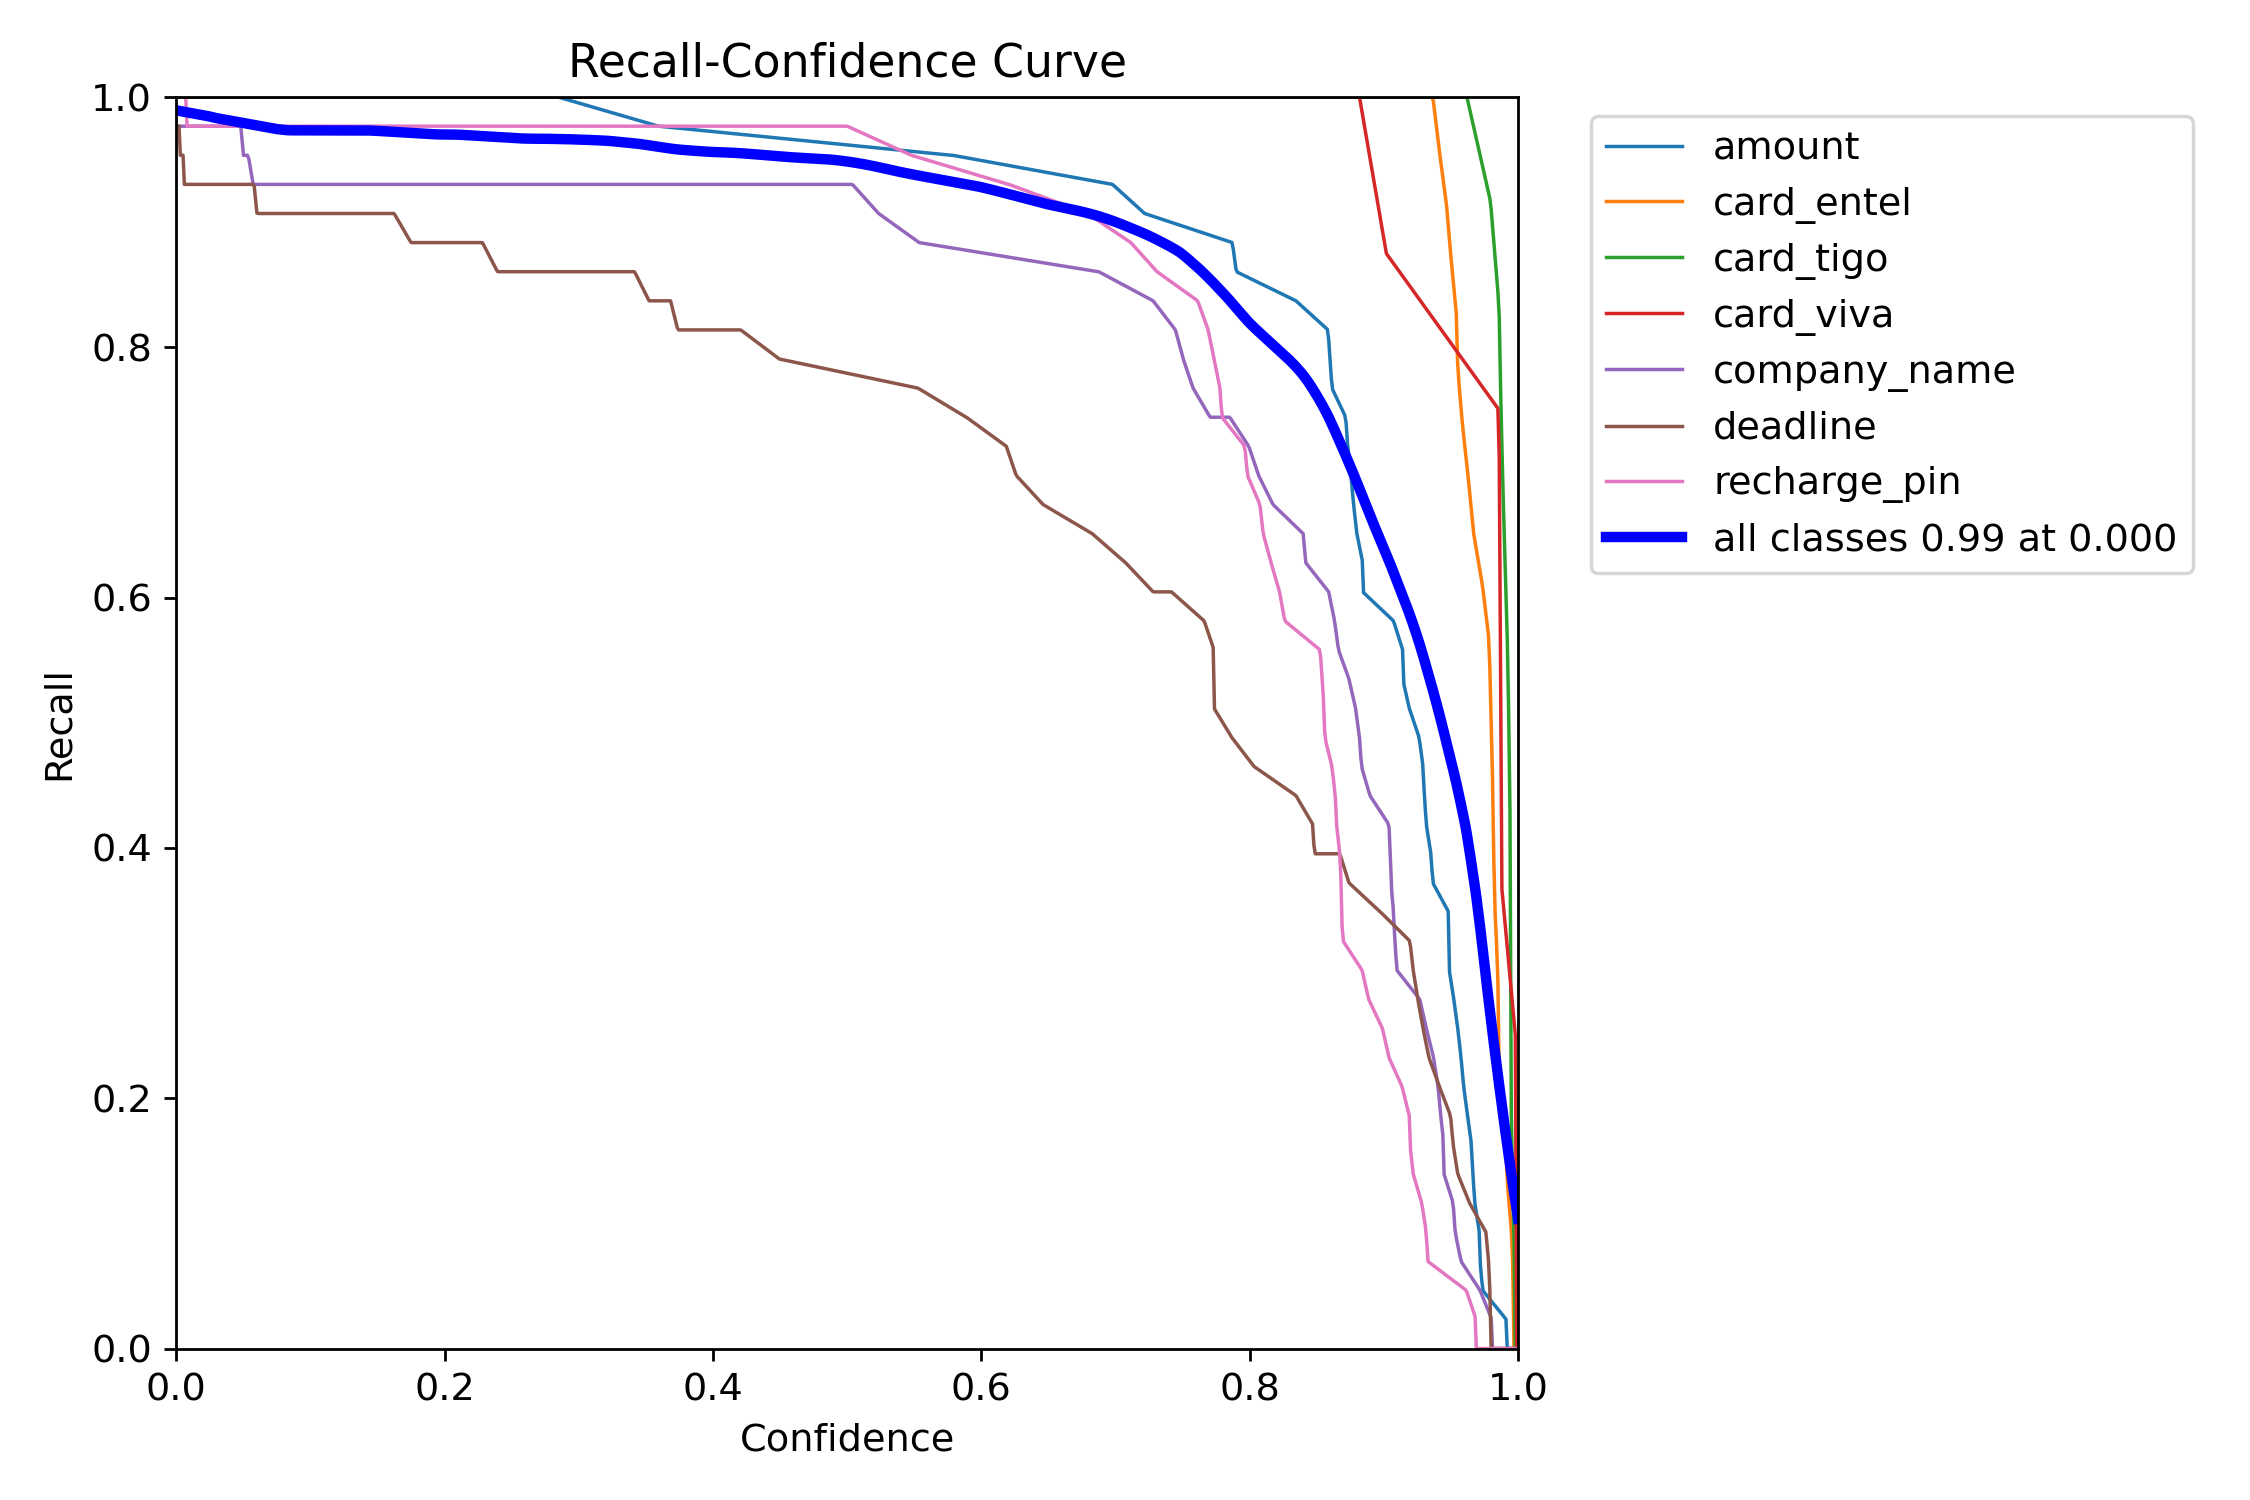 Recall-Confidence Curve
1.0
0.8
0.6
0.4
0.2
0.0
Recall
0.0 0.2 0.4 0.6 0.8 1.0
Confidence
amount
card_entel
card_tigo
card_viva
company_name
deadline
recharge_pin
all classes 0.99 at 0.000